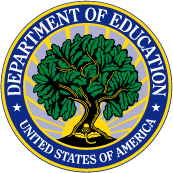 DEPARTMENT OF EDUCATION
UNITED STATES OF AMERICA